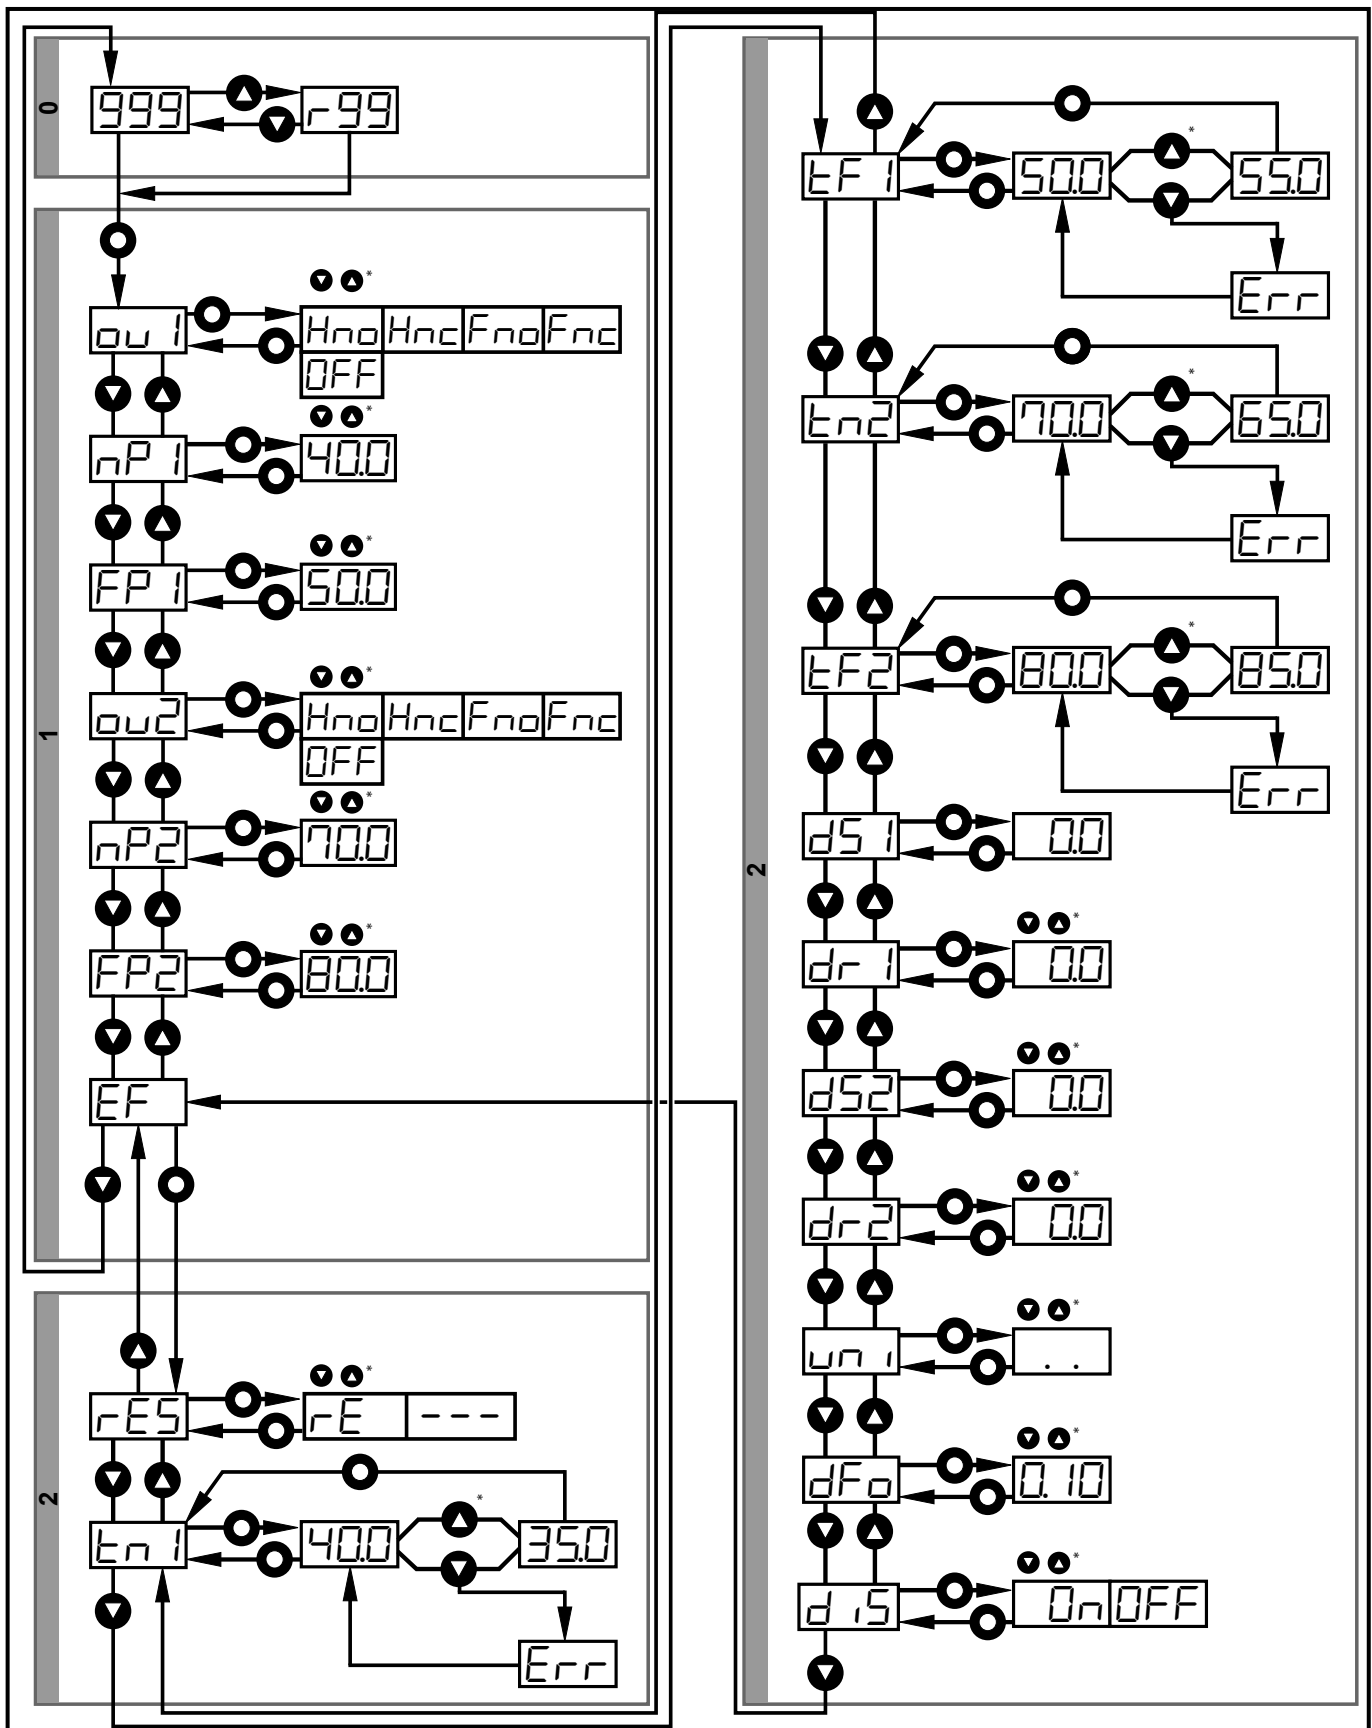 0
999 r99
1
ou1 Hno Hnc Fno Fnc
OFF
*
nP1 40.0
*
FP1 50.0
*
ou2 Hno Hnc Fno Fnc
OFF
*
nP2 70.0
*
FP2 80.0
*
EF
2
rES rE ---
*
tn1 40.0 35.0
*
Err
2
tF1 50.0 55.0
*
Err
tn2 70.0 65.0
*
Err
tF2 80.0 85.0
*
Err
dS1 0.0
dr1 0.0
*
dS2 0.0
*
dr2 0.0
*
uni . .
*
dFo 0.10
*
diS On OFF
*